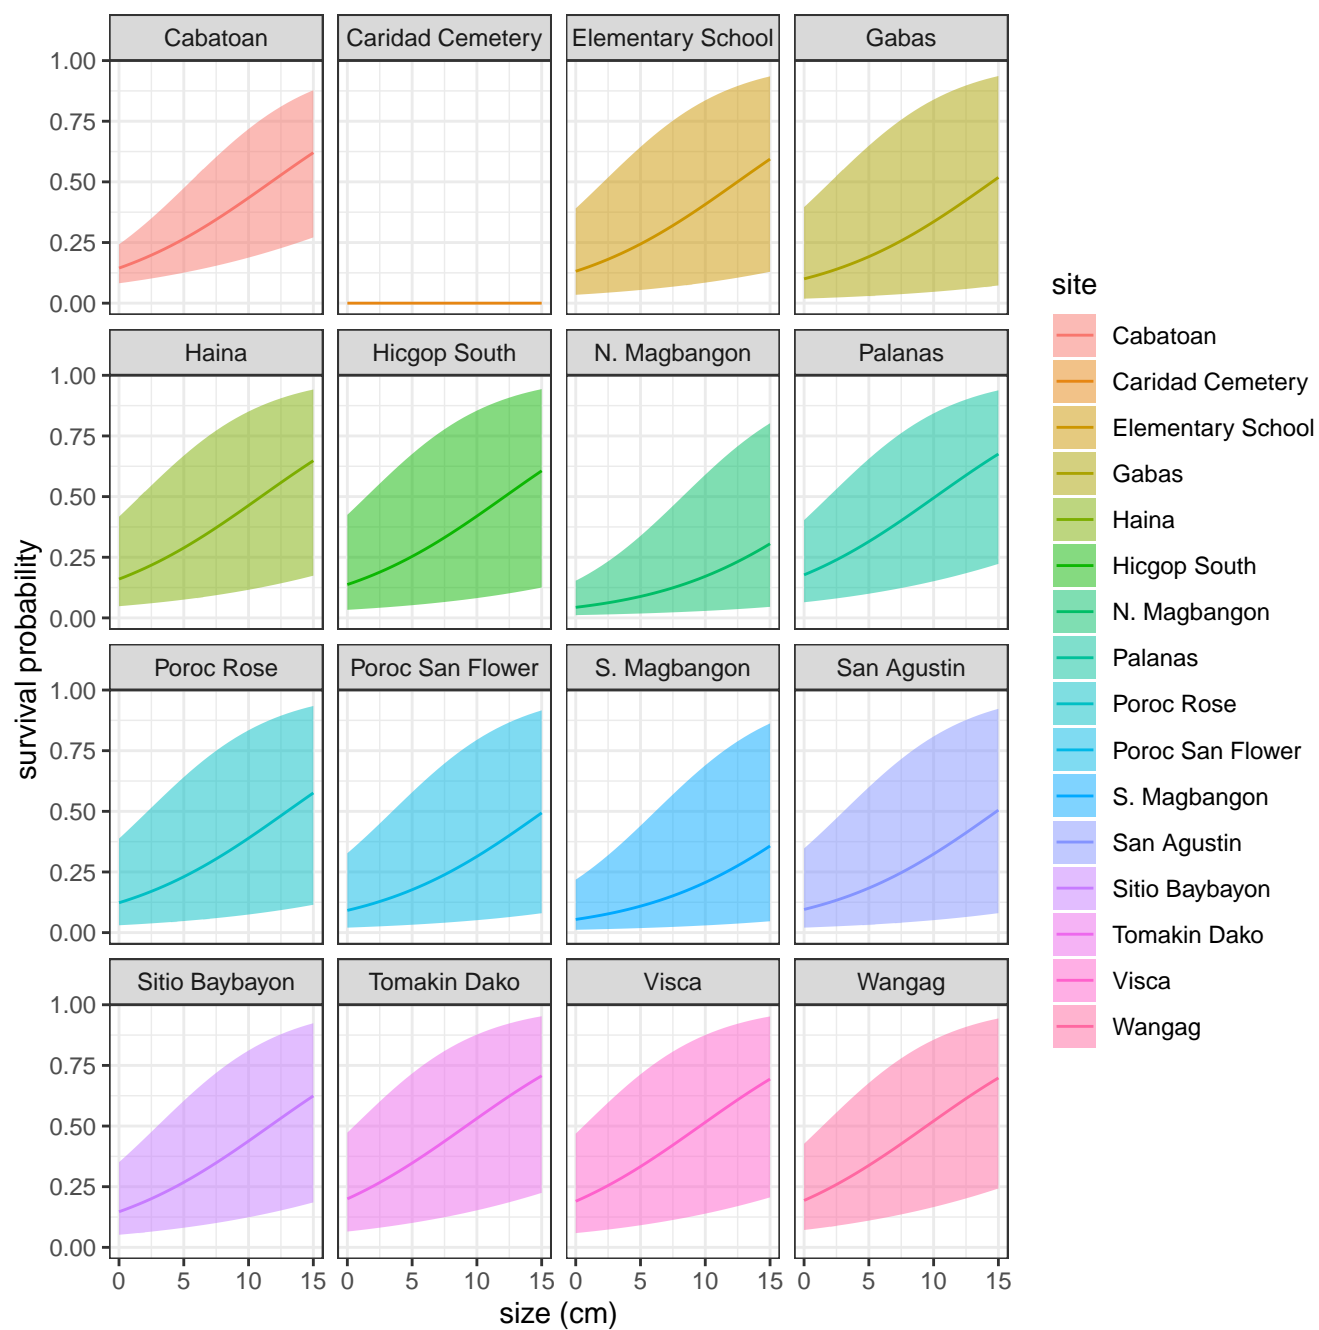 Cabatoan Caridad Cemetery Elementary School Gabas
1.00
0.75
0.50
0.25
0.00
Haina Hicgop South N. Magbangon Palanas
1.00
0.75
0.50
0.25
0.00
Poroc Rose Poroc San Flower S. Magbangon San Agustin
1.00
0.75
0.50
0.25
0.00
Sitio Baybayon Tomakin Dako Visca Wangag
1.00
0.75
0.50
0.25
0.00
0 5 10 15 0 5 10 15 0 5 10 15 0 5 10 15
size (cm)
survival probability
site
Cabatoan
Caridad Cemetery
Elementary School
Gabas
Haina
Hicgop South
N. Magbangon
Palanas
Poroc Rose
Poroc San Flower
S. Magbangon
San Agustin
Sitio Baybayon
Tomakin Dako
Visca
Wangag